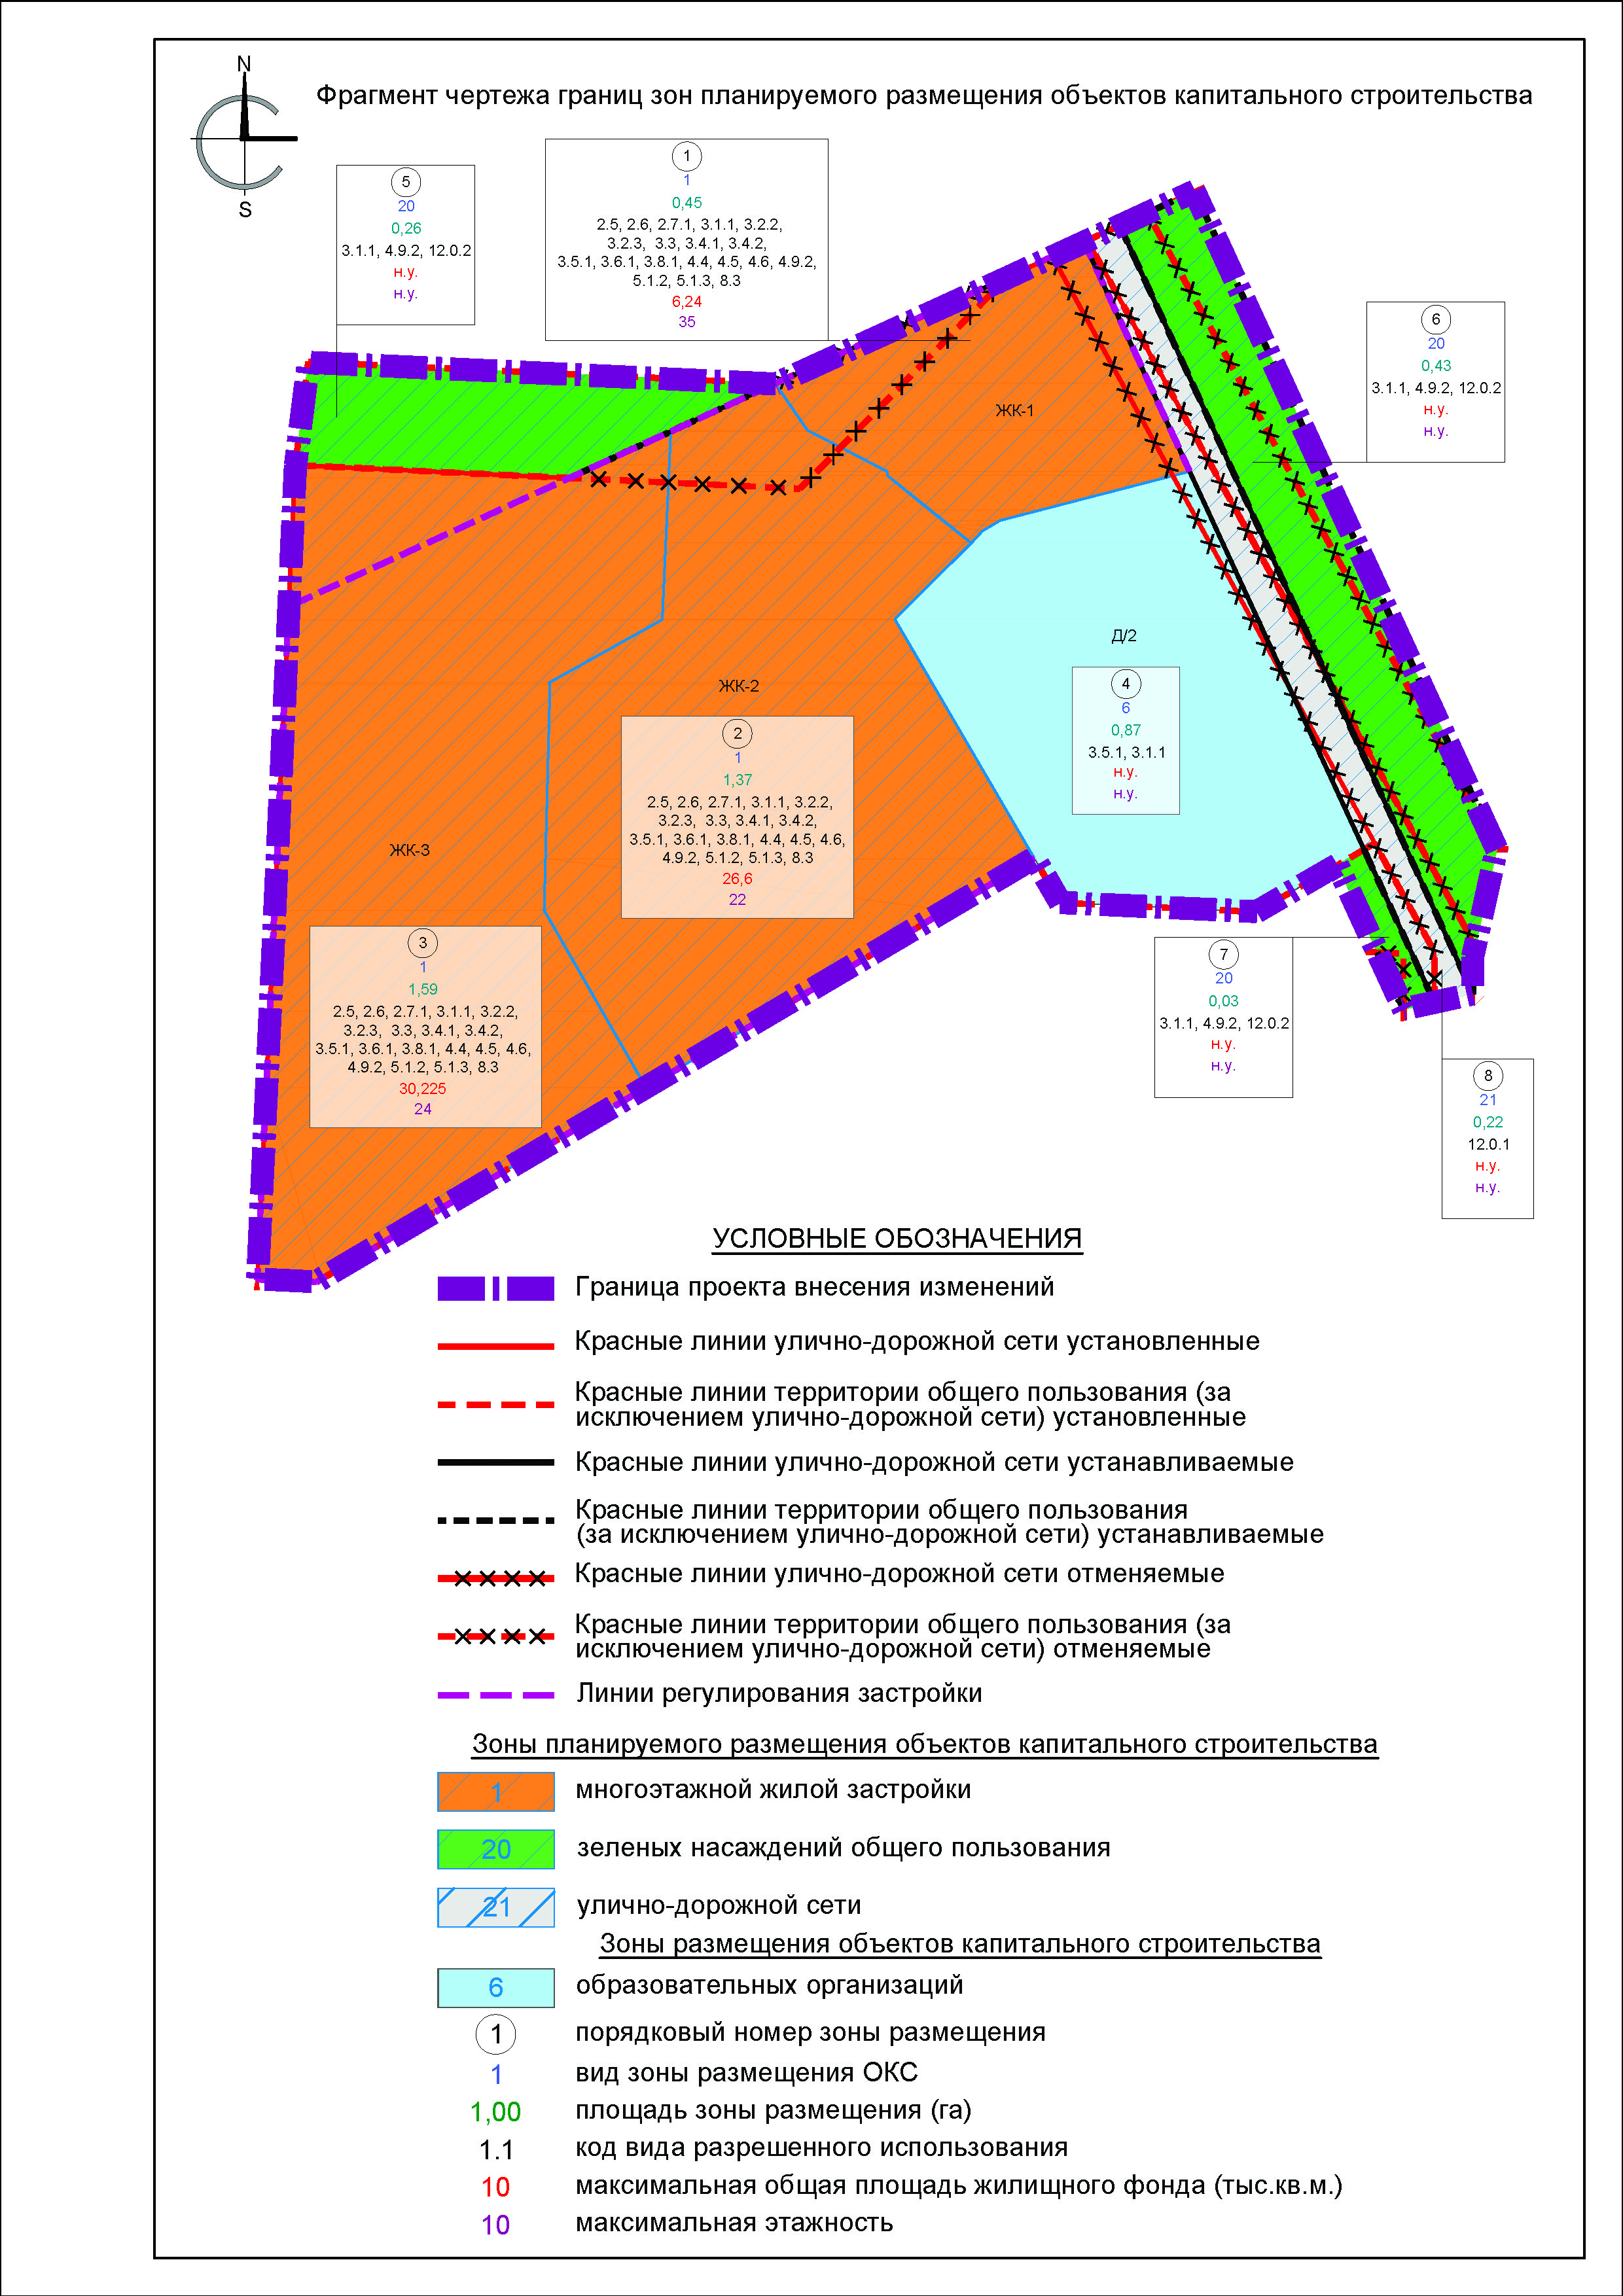 N
S
Фрагмент чертежа границ зон планируемого размещения объектов капитального строительства
5
20
0,26
3.1.1, 4.9.2, 12.0.2
н.у.
н.у.
1
1
0,45
2.5, 2.6, 2.7.1, 3.1.1, 3.2.2,
3.2.3, 3.3, 3.4.1, 3.4.2,
3.5.1, 3.6.1, 3.8.1, 4.4, 4.5, 4.6, 4.9.2,
5.1.2, 5.1.3, 8.3
6,24
35
6
20
0,43
3.1.1, 4.9.2, 12.0.2
н.у.
н.у.
ЖК-1
Д/2
4
6
0,87
3.5.1, 3.1.1
н.у.
н.у.
ЖК-2
2
1
1,37
2.5, 2.6, 2.7.1, 3.1.1, 3.2.2,
3.2.3, 3.3, 3.4.1, 3.4.2,
3.5.1, 3.6.1, 3.8.1, 4.4, 4.5, 4.6,
4.9.2, 5.1.2, 5.1.3, 8.3
26,6
22
ЖК-3
3
1
1,59
2.5, 2.6, 2.7.1, 3.1.1, 3.2.2,
3.2.3, 3.3, 3.4.1, 3.4.2,
3.5.1, 3.6.1, 3.8.1, 4.4, 4.5, 4.6,
4.9.2, 5.1.2, 5.1.3, 8.3
30,225
24
7
20
0,03
3.1.1, 4.9.2, 12.0.2
н.у.
н.у.
8
21
0,22
12.0.1
н.у.
н.у.
УСЛОВНЫЕ ОБОЗНАЧЕНИЯ
Граница проекта внесения изменений
Красные линии улично-дорожной сети установленные
Красные линии территории общего пользования (за
исключением улично-дорожной сети) установленные
Красные линии улично-дорожной сети устанавливаемые
Красные линии территории общего пользования
(за исключением улично-дорожной сети) устанавливаемые
Красные линии улично-дорожной сети отменяемые
Красные линии территории общего пользования (за
исключением улично-дорожной сети) отменяемые
Линии регулирования застройки
Зоны планируемого размещения объектов капитального строительства
1 многоэтажной жилой застройки
20 зеленых насаждений общего пользования
21 улично-дорожной сети
Зоны размещения объектов капитального строительства
6 образовательных организаций
1 порядковый номер зоны размещения
1 вид зоны размещения ОКС
1,00 площадь зоны размещения (га)
1.1 код вида разрешенного использования
10 максимальная общая площадь жилищного фонда (тыс.кв.м.)
10 максимальная этажность